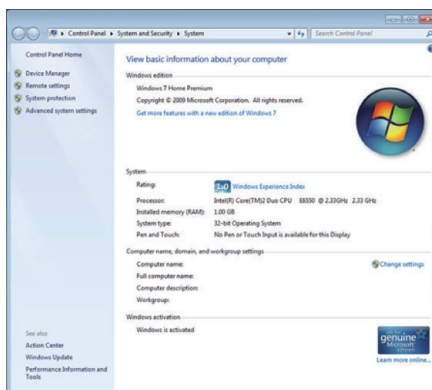 Control Panel ▸ System and Security ▸ System
Search Control Panel
Control Panel Home
Device Manager
Remote settings
System protection
Advanced system settings
View basic information about your computer
Windows edition
Windows 7 Home Premium
Copyright © 2009 Microsoft Corporation. All rights reserved.
Get more features with a new edition of Windows 7
System
Rating:
1.0 Windows Experience Index
Processor: Intel(R) Core(TM)2 Duo CPU E6550 @ 2.33GHz 2.33 GHz
Installed memory (RAM): 1.00 GB
System type: 32-bit Operating System
Pen and Touch: No Pen or Touch Input is available for this Display
Computer name, domain, and workgroup settings
Computer name:
Change settings
Full computer name:
Computer description:
Workgroup:
Windows activation
Windows is activated
genuine
Microsoft
software
Learn more online...
See also
Action Center
Windows Update
Performance Information and
Tools